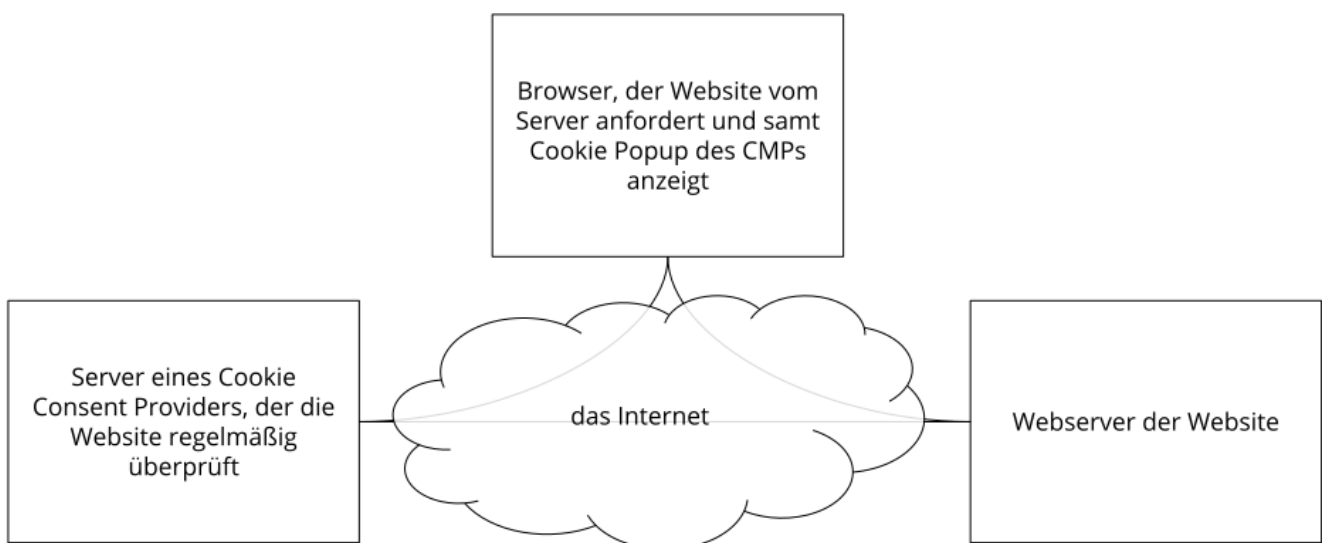 Browser, der Website vom
Server anfordert und samt
Cookie Popup des CMPs
anzeigt
Server eines Cookie
Consent Providers, der die
Website regelmäßig
überprüft
das Internet
Webserver der Website